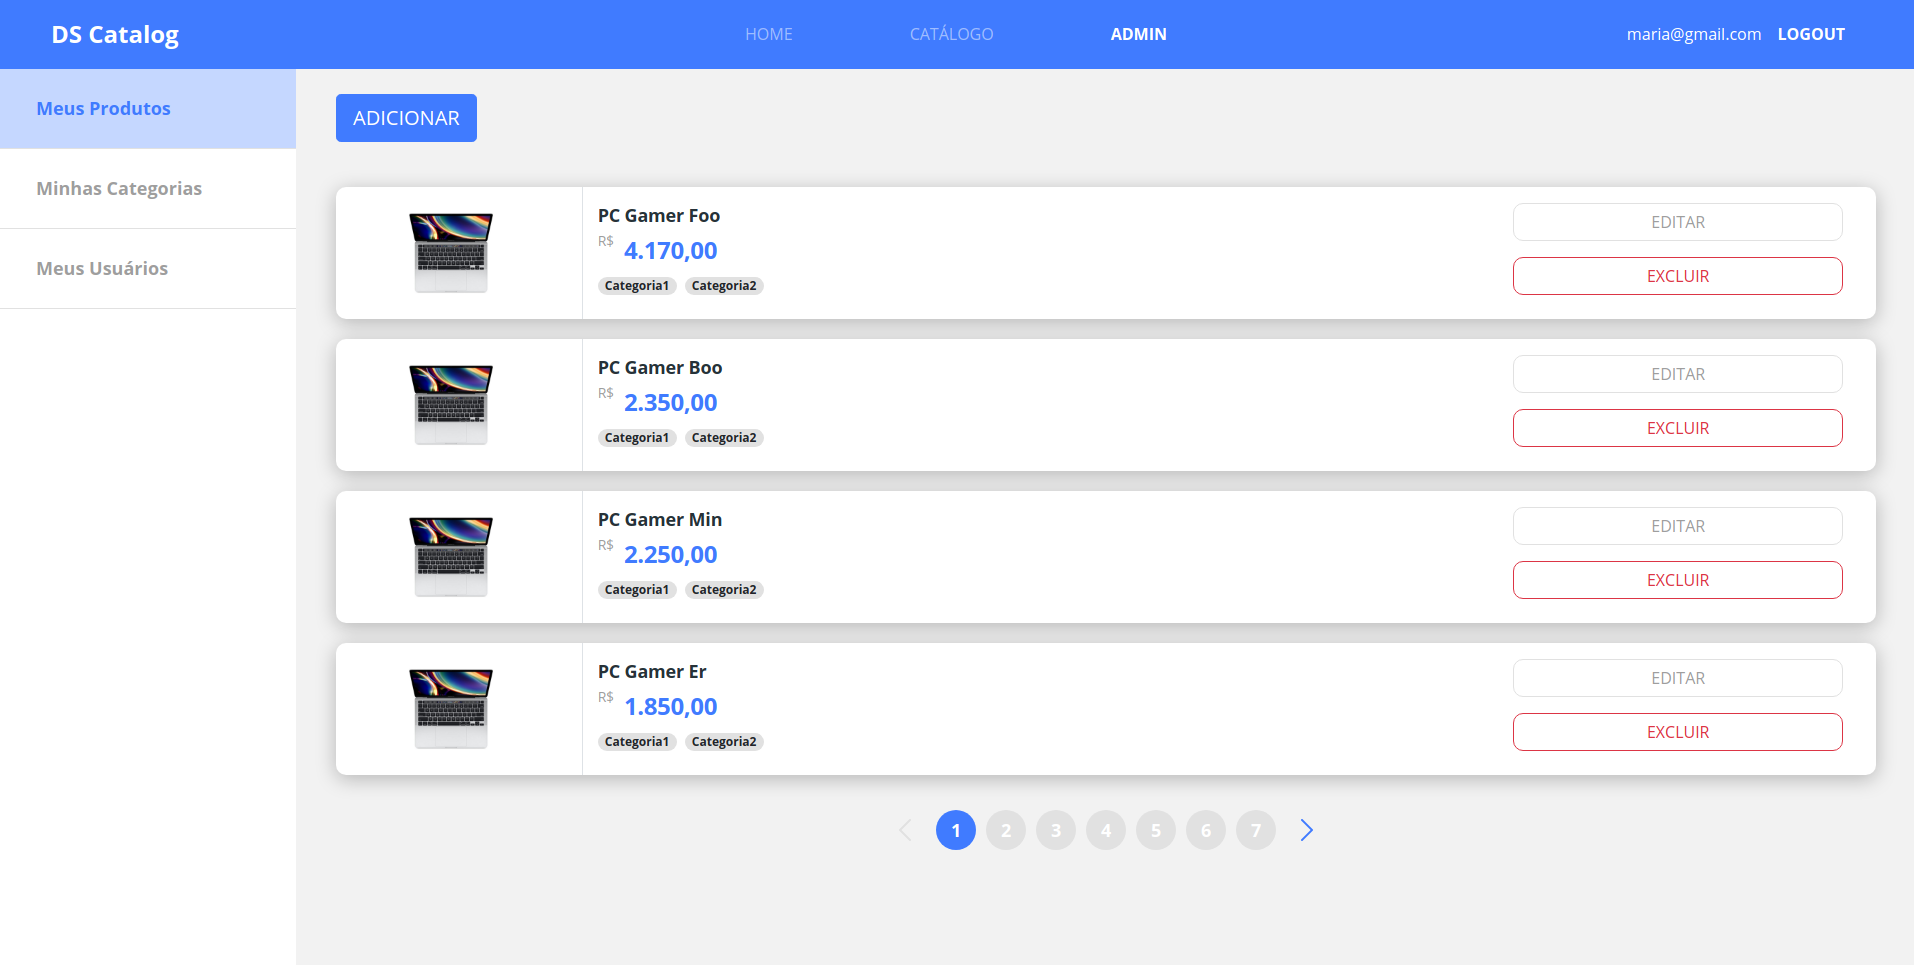 DS Catalog
HOME
CATÁLOGO
ADMIN
maria@gmail.com
LOGOUT
Meus Produtos
Minhas Categorias
Meus Usuários
ADICIONAR
PC Gamer Foo
R$ 4.170,00
Categoria1 Categoria2
EDITAR
EXCLUIR
PC Gamer Boo
R$ 2.350,00
Categoria1 Categoria2
EDITAR
EXCLUIR
PC Gamer Min
R$ 2.250,00
Categoria1 Categoria2
EDITAR
EXCLUIR
PC Gamer Er
R$ 1.850,00
Categoria1 Categoria2
EDITAR
EXCLUIR
1 2 3 4 5 6 7